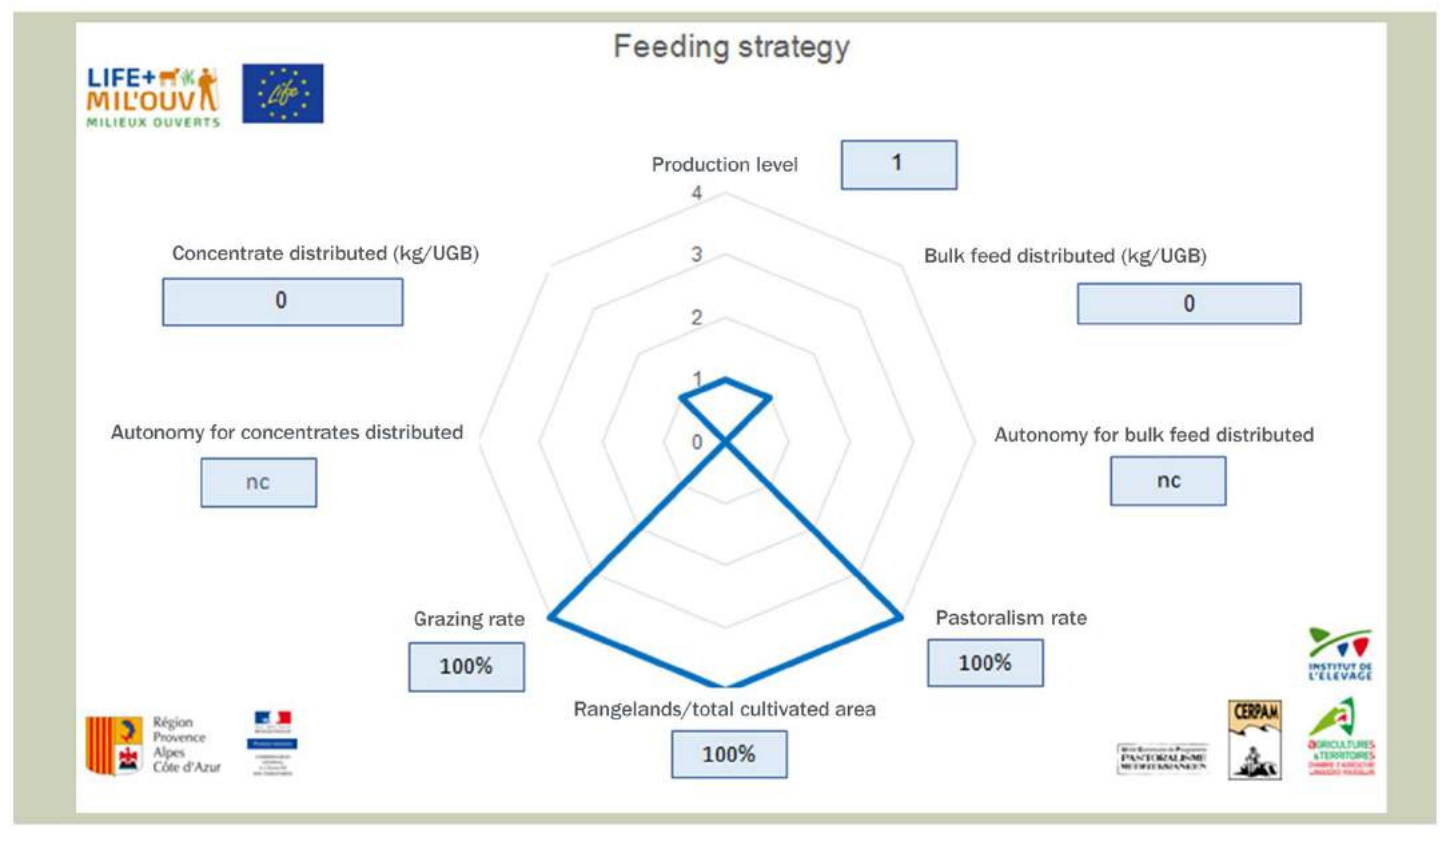 Feeding strategy
LIFE+
MIL'OUV
MILIEUX OUVERTS
Life
Production level
1
4
3
2
1
0
Concentrate distributed (kg/UGB)
0
Bulk feed distributed (kg/UGB)
0
Autonomy for concentrates distributed
nc
Autonomy for bulk feed distributed
nc
Grazing rate
100%
Pastoralism rate
100%
Rangelands/total cultivated area
100%
Région
Provence
Alpes
Côte d'Azur
INSTITUT DE
L'ELEVAGE
CERPAM
PASTORALISME
MEDITERRANEEN
AGRICULTURES
&TERRITOIRES